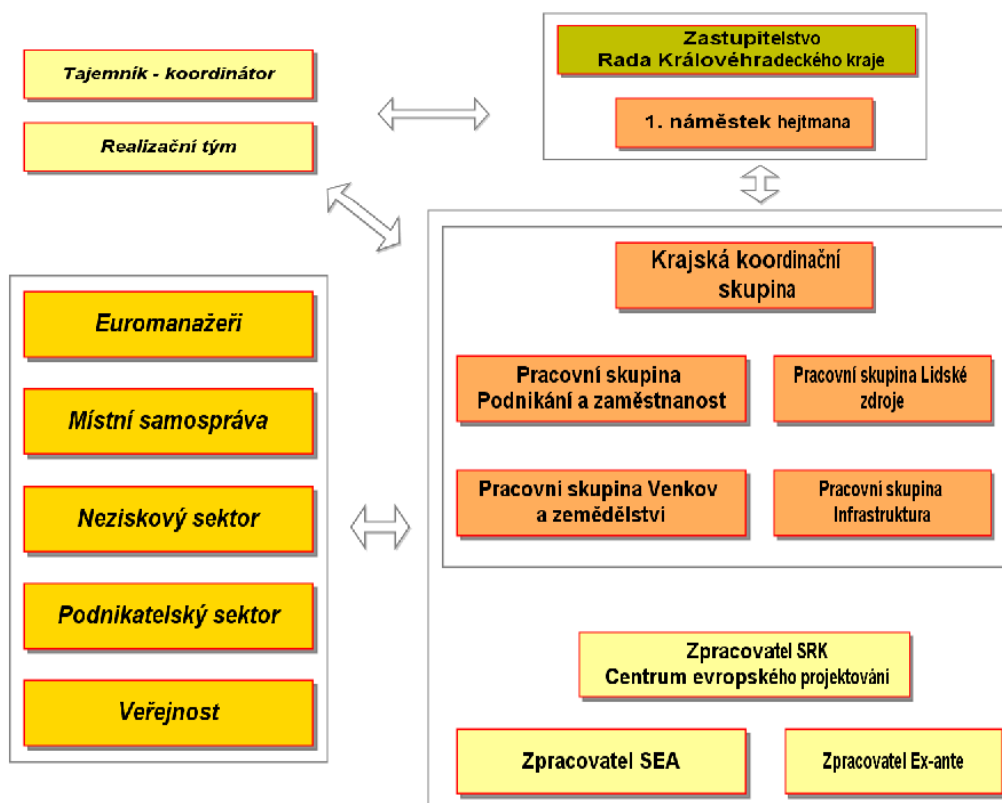 Tajemník - koordinátor
Realizační tým
Zastupitelstvo
Rada Královéhradeckého kraje
1. náměstek hejtmana
Krajská koordinační
skupina
Pracovní skupina
Podnikání a zaměstnanost
Pracovní skupina Lidské
zdroje
Pracovní skupina Venkov
a zemědělství
Pracovní skupina
Infrastruktura
Euromanažeři
Místní samospráva
Neziskový sektor
Podnikatelský sektor
Veřejnost
Zpracovatel SRK
Centrum evropského projektování
Zpracovatel SEA
Zpracovatel Ex-ante